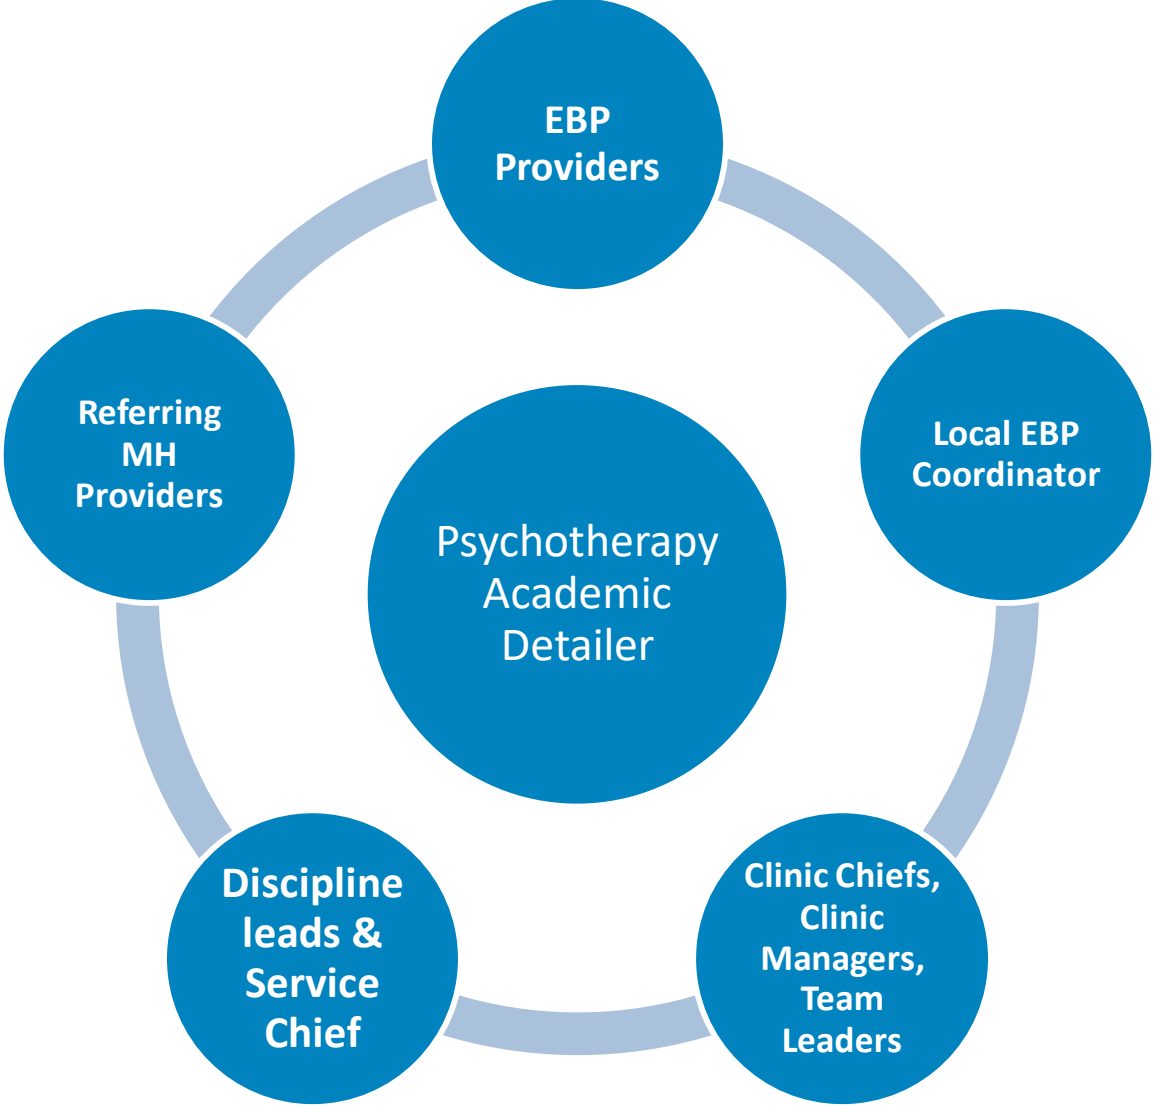 EBP
Providers
Referring
MH
Providers
Local EBP
Coordinator
Psychotherapy
Academic
Detailer
Discipline
leads &
Service
Chief
Clinic Chiefs,
Clinic
Managers,
Team
Leaders